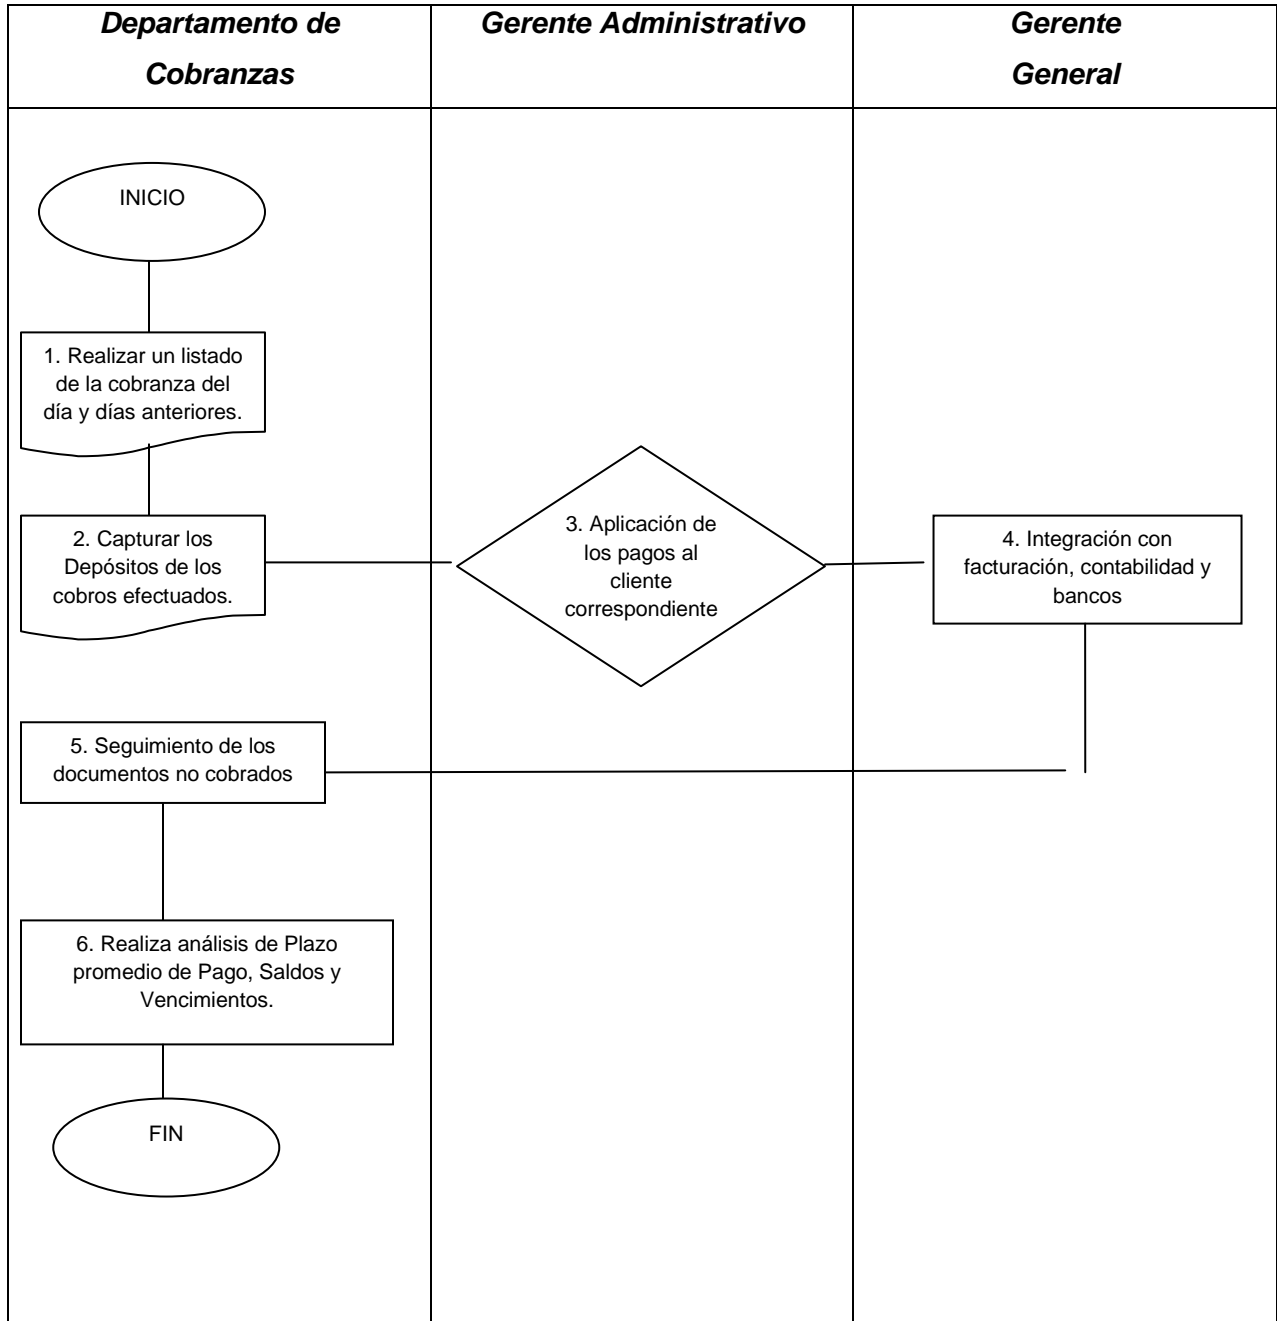 Departamento de
Cobranzas
Gerente Administrativo
Gerente
General
INICIO
1. Realizar un listado
de la cobranza del
día y días anteriores.
2. Capturar los
Depósitos de los
cobros efectuados.
3. Aplicación de
los pagos al
cliente
correspondiente
4. Integración con
facturación, contabilidad y
bancos
5. Seguimiento de los
documentos no cobrados
6. Realiza análisis de Plazo
promedio de Pago, Saldos y
Vencimientos.
FIN